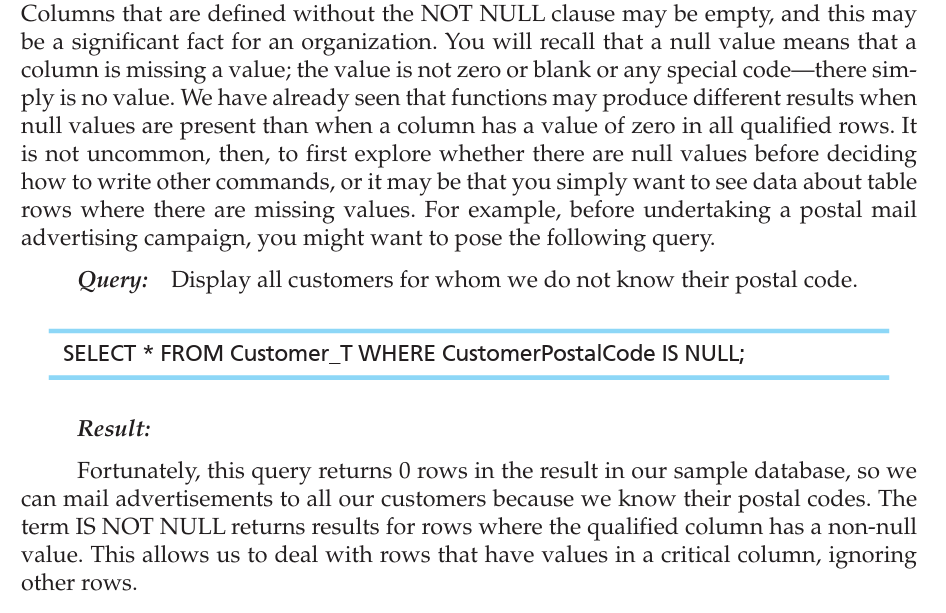 Columns that are defined without the NOT NULL clause may be empty, and this may
be a significant fact for an organization. You will recall that a null value means that a
column is missing a value; the value is not zero or blank or any special code—there sim-
ply is no value. We have already seen that functions may produce different results when
null values are present than when a column has a value of zero in all qualified rows. It
is not uncommon, then, to first explore whether there are null values before deciding
how to write other commands, or it may be that you simply want to see data about table
rows where there are missing values. For example, before undertaking a postal mail
advertising campaign, you might want to pose the following query.
Query: Display all customers for whom we do not know their postal code.
SELECT * FROM Customer_T WHERE CustomerPostalCode IS NULL;
Result:
Fortunately, this query returns 0 rows in the result in our sample database, so we
can mail advertisements to all our customers because we know their postal codes. The
term IS NOT NULL returns results for rows where the qualified column has a non-null
value. This allows us to deal with rows that have values in a critical column, ignoring
other rows.